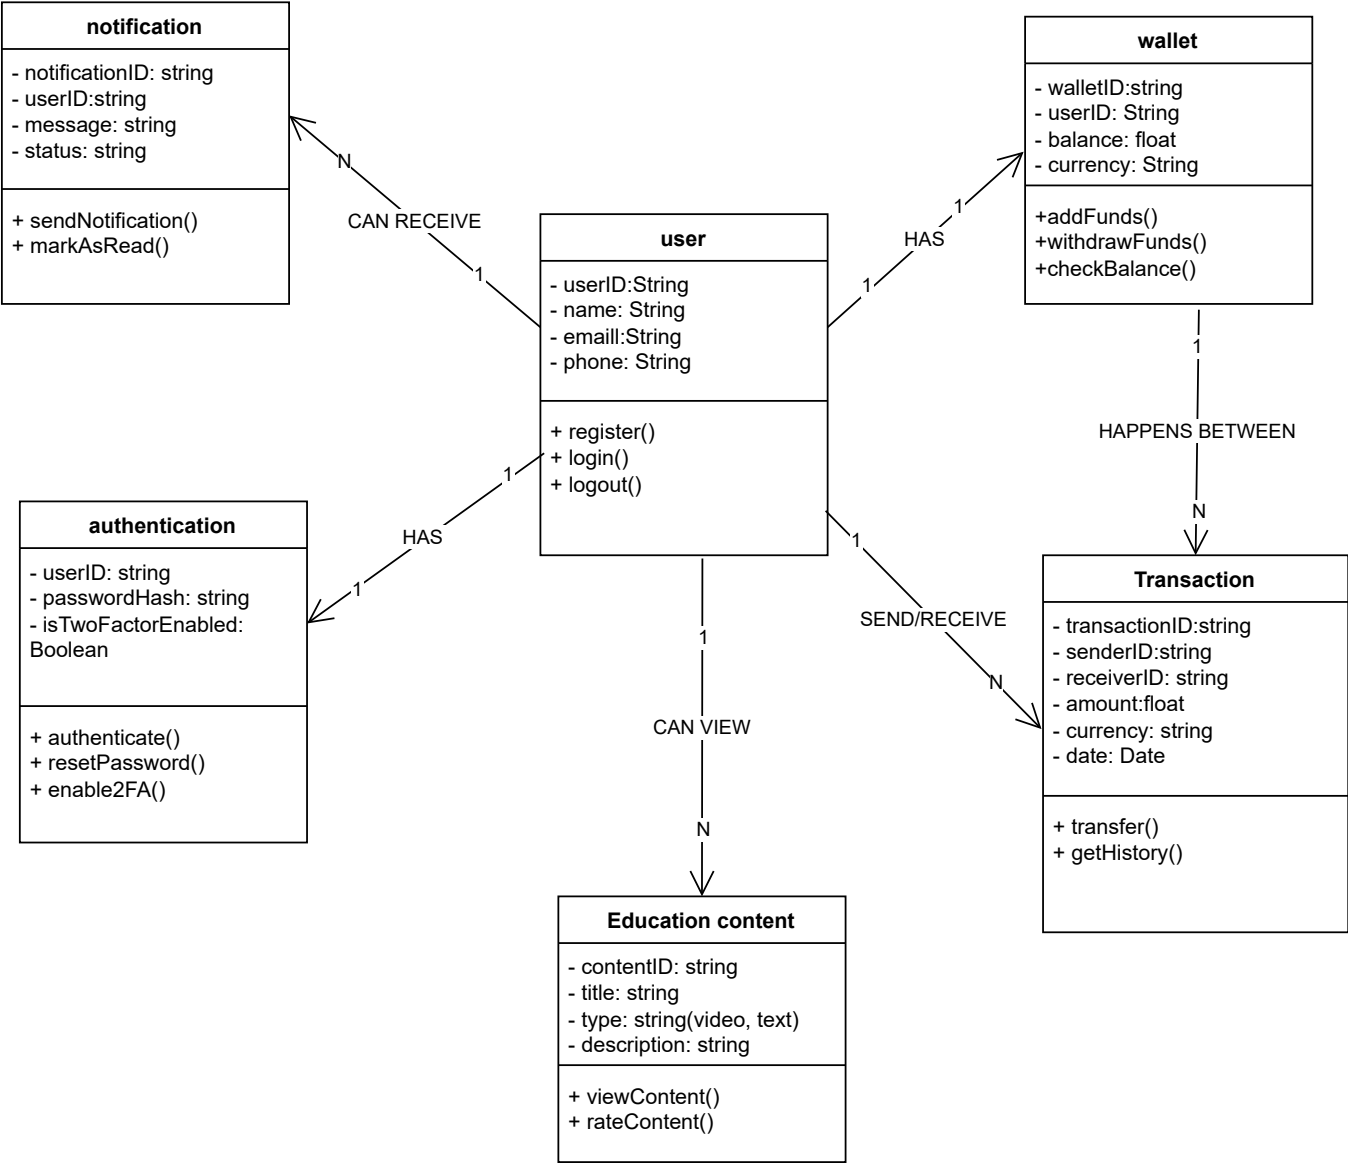 notification
- notificationID: string
- userID:string
- message: string
- status: string
+ sendNotification()
+ markAsRead()
wallet
- walletID:string
- userID: String
- balance: float
- currency: String
+addFunds()
+withdrawFunds()
+checkBalance()
N
CAN RECEIVE
1
1
HAS
1
user
- userID:String
- name: String
- emaill:String
- phone: String
+ register()
+ login()
+ logout()
1
HAPPENS BETWEEN
N
1
HAS
1
authentication
- userID: string
- passwordHash: string
- isTwoFactorEnabled:
Boolean
+ authenticate()
+ resetPassword()
+ enable2FA()
1
SEND/RECEIVE
N
Transaction
- transactionID:string
- senderID:string
- receiverID: string
- amount:float
- currency: string
- date: Date
+ transfer()
+ getHistory()
1
CAN VIEW
N
Education content
- contentID: string
- title: string
- type: string(video, text)
- description: string
+ viewContent()
+ rateContent()